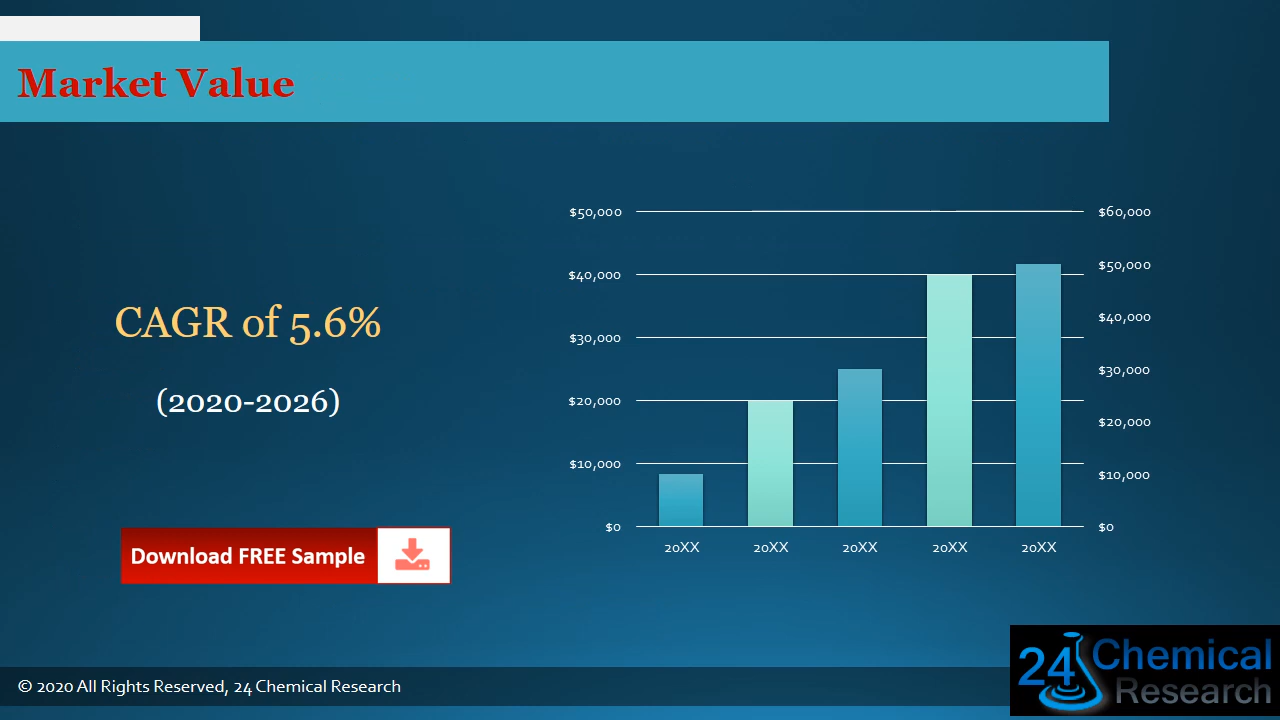 Market Value
CAGR of 5.6%
(2020-2026)
Download FREE Sample
$50,000
$40,000
$30,000
$20,000
$10,000
$0
$60,000
$50,000
$40,000
$30,000
$20,000
$10,000
$0
20XX 20XX 20XX 20XX 20XX
© 2020 All Rights Reserved, 24 Chemical Research
24 Chemical
Research